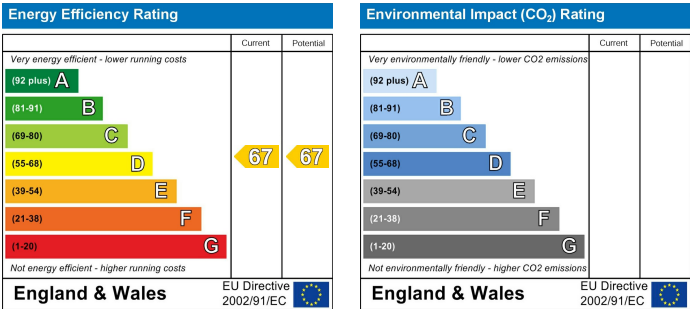 Energy Efficiency Rating
Current Potential
Very energy efficient - lower running costs
(92 plus) A
(81-91) B
(69-80) C
(55-68) D 67 67
(39-54) E
(21-38) F
(1-20) G
Not energy efficient - higher running costs
England & Wales
EU Directive
2002/91/EC
Environmental Impact (CO₂) Rating
Current Potential
Very environmentally friendly - lower CO2 emissions
(92 plus) A
(81-91) B
(69-80) C
(55-68) D
(39-54) E
(21-38) F
(1-20) G
Not environmentally friendly - higher CO2 emissions
England & Wales
EU Directive
2002/91/EC